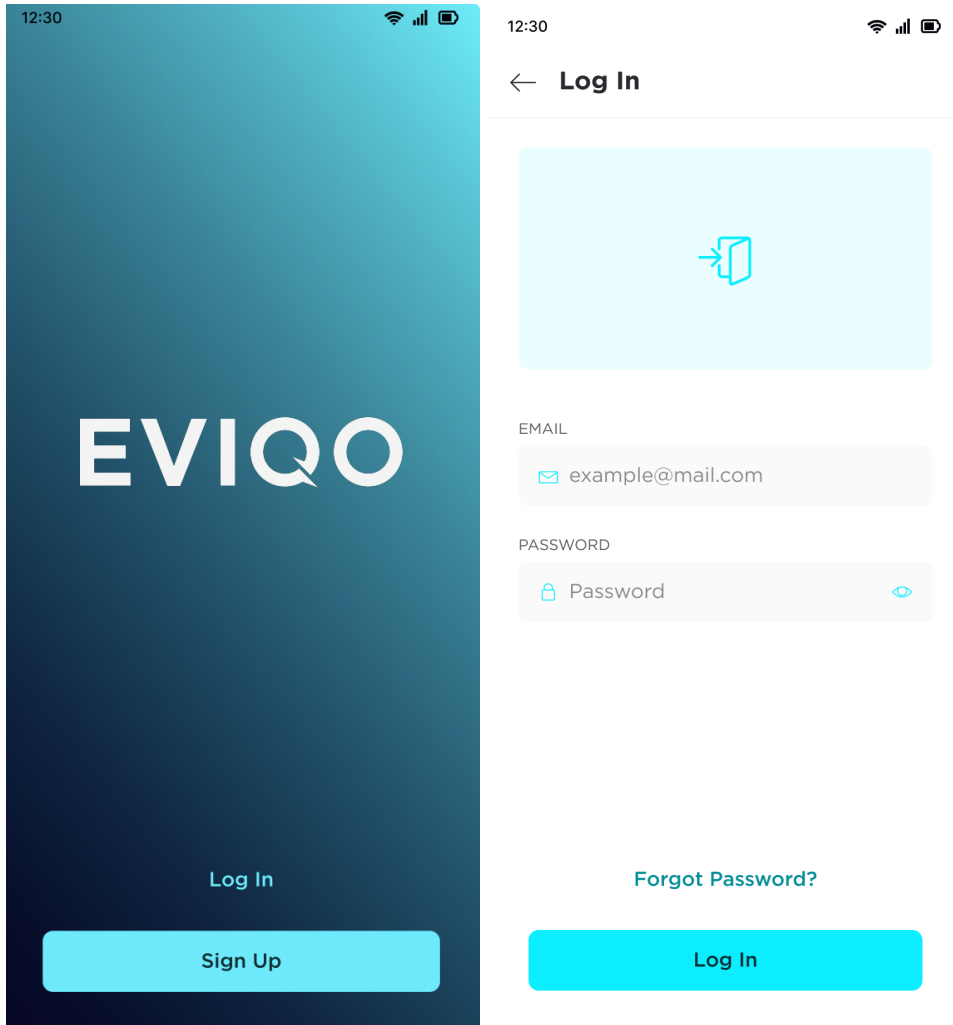 12:30
EVIQO
Log In
Sign Up
12:30
Log In
EMAIL
example@mail.com
PASSWORD
Password
Forgot Password?
Log In